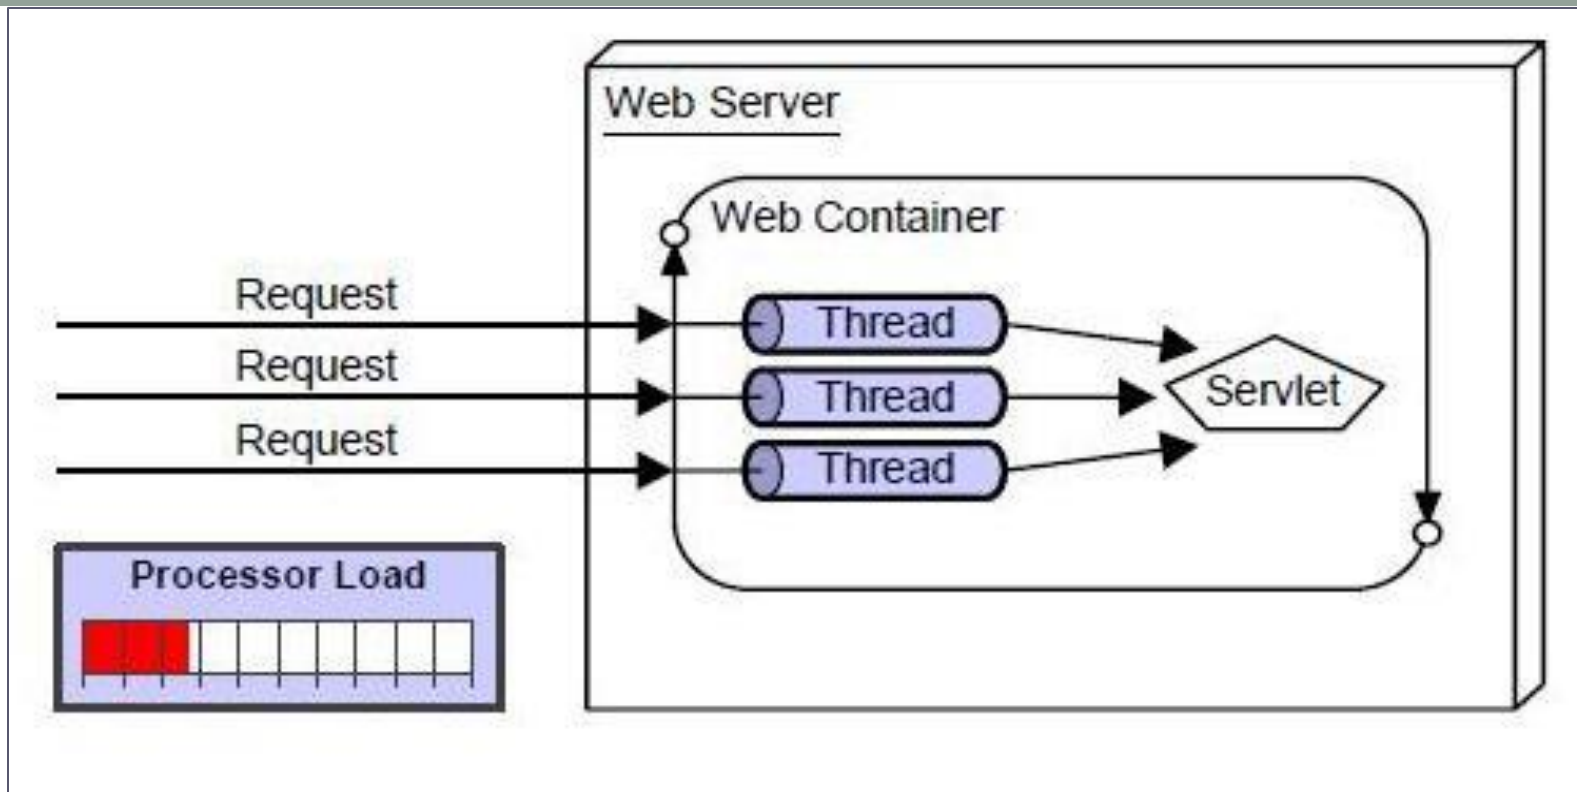 Web Server
Web Container
Request
Thread
Request
Thread
Servlet
Request
Thread
Processor Load